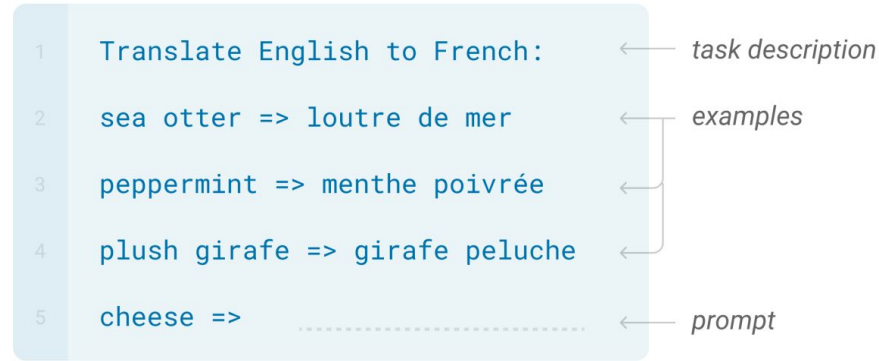 1 Translate English to French: task description
2 sea otter => loutre de mer examples
3 peppermint => menthe poivrée
4 plush girafe => girafe peluche
5 cheese => prompt